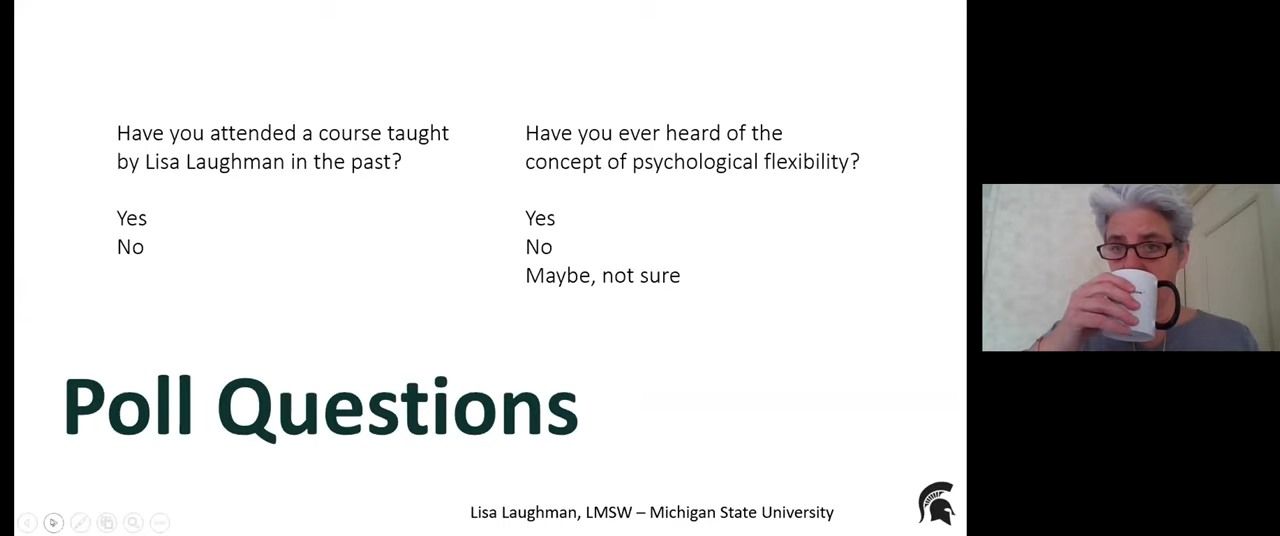 Have you attended a course taught
by Lisa Laughman in the past?
Yes
No
Have you ever heard of the
concept of psychological flexibility?
Yes
No
Maybe, not sure
Poll Questions
Lisa Laughman, LMSW – Michigan State University